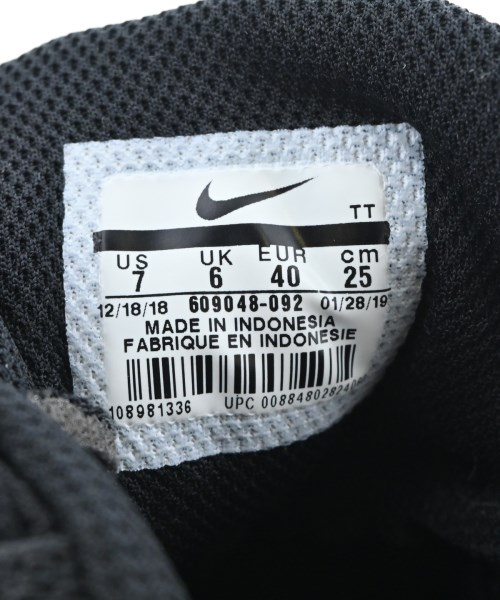 TT
US UK EUR cm
7 6 40 25
12/18/18 609048-092 01/28/19
MADE IN INDONESIA
FABRIQUE EN INDONESIE
108981336 UPC